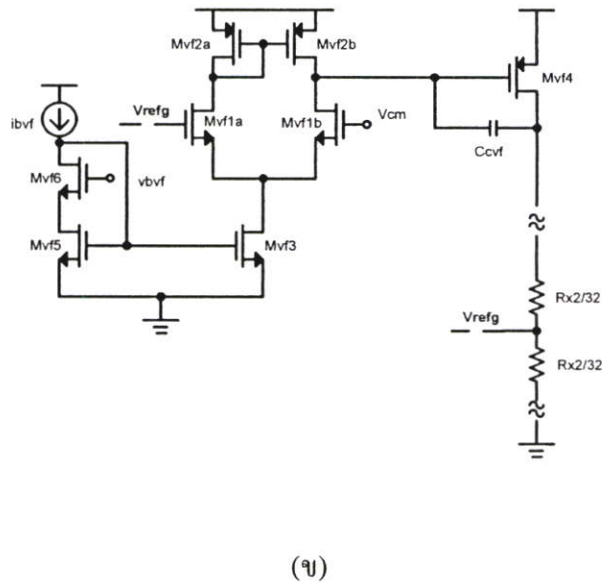 Mvf2a
Mvf2b
Mvf4
Vrefg
Mvf1a
Mvf1b
Vcm
Ccvf
ibvf
Mvf6
vbvf
Mvf5
Mvf3
Rx2/32
Vrefg
Rx2/32
(ข)